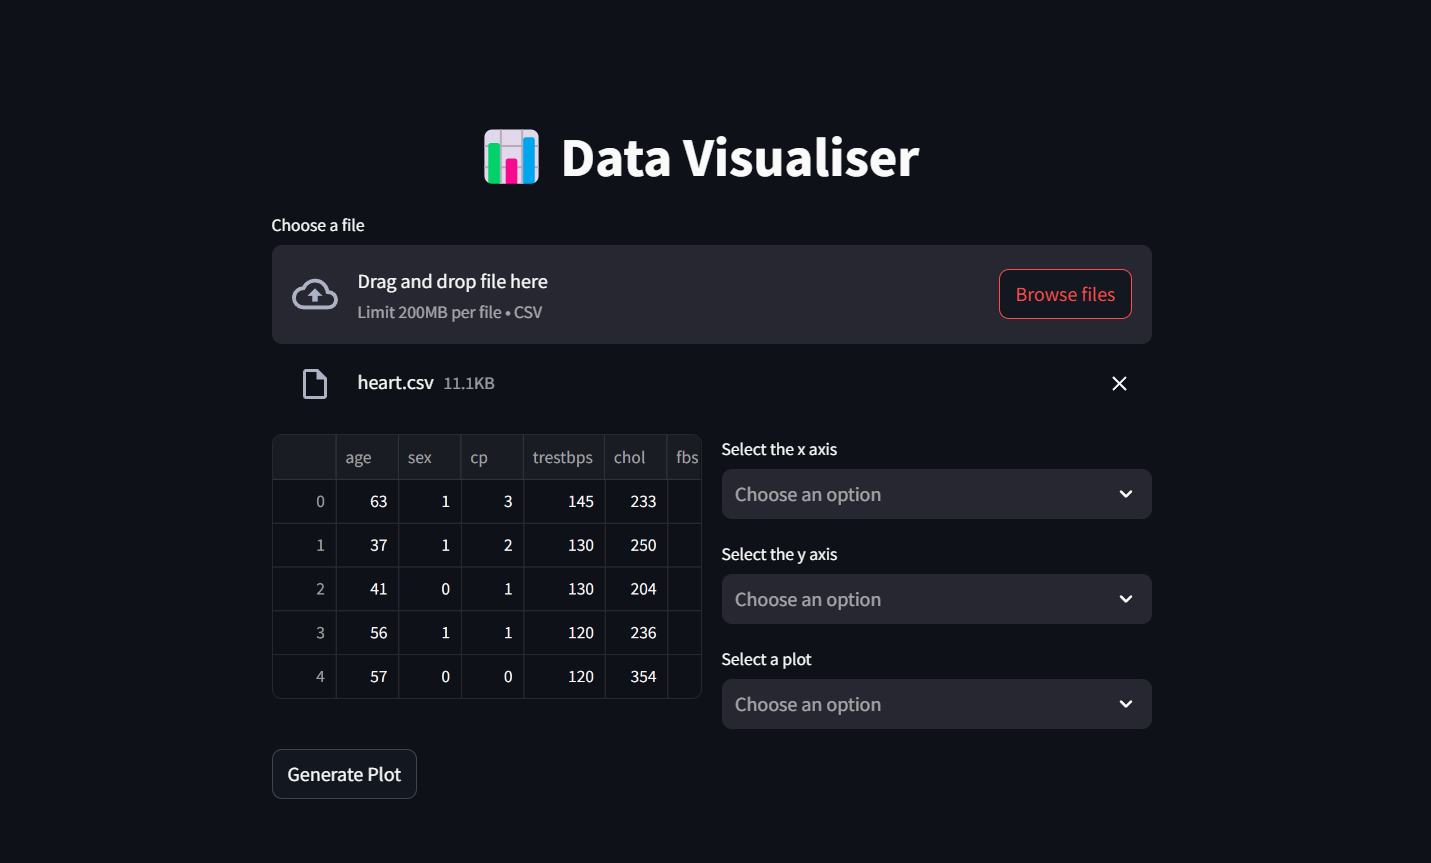 Data Visualiser
Choose a file
Drag and drop file here
Limit 200MB per file • CSV
Browse files
heart.csv 11.1KB
age sex cp trestbps chol fbs
0 63 1 3 145 233
1 37 1 2 130 250
2 41 0 1 130 204
3 56 1 1 120 236
4 57 0 0 120 354
Select the x axis
Choose an option
Select the y axis
Choose an option
Select a plot
Choose an option
Generate Plot